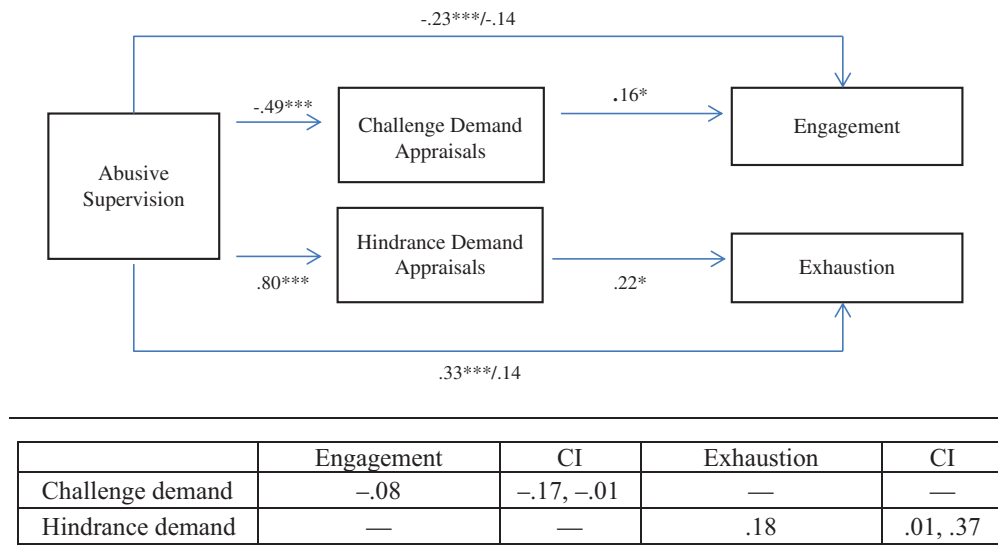 -.23***/-.14
-.49***
.16*
Challenge Demand
Appraisals
Engagement
Abusive
Supervision
Hindrance Demand
Appraisals
Exhaustion
.80***
.22*
.33***/.14
Engagement CI Exhaustion CI
Challenge demand –.08 –.17, –.01 — —
Hindrance demand — — .18 .01, .37